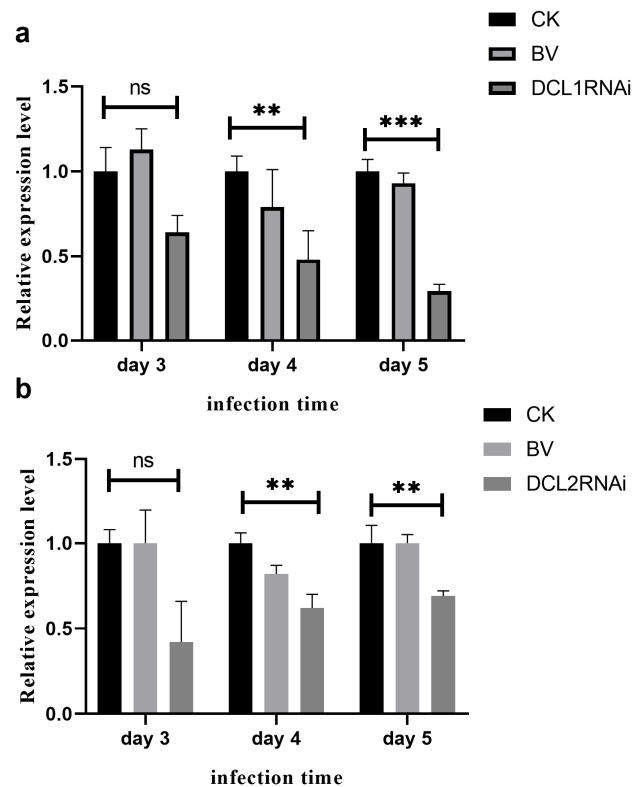 a
CK
BV
DCL1RNAi
Relative expression level
1.5
1.0
0.5
0.0
ns
**
***
day 3
day 4
day 5
infection time
b
CK
BV
DCL2RNAi
Relative expression level
1.5
1.0
0.5
0.0
ns
**
**
day 3
day 4
day 5
infection time